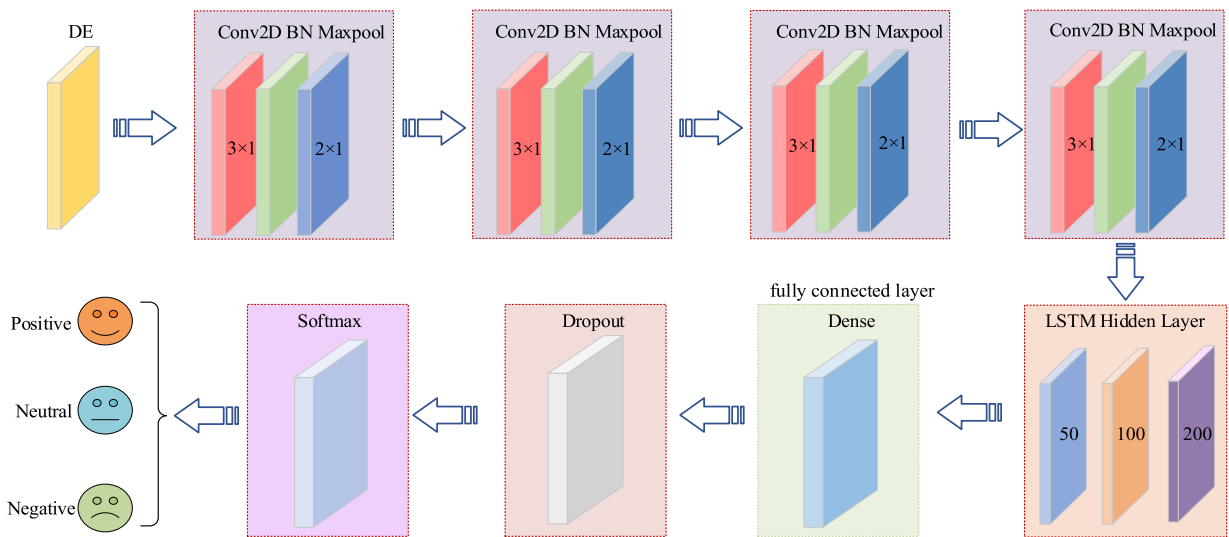 DE
Conv2D BN Maxpool
3×1
2×1
Conv2D BN Maxpool
3×1
2×1
Conv2D BN Maxpool
3×1
2×1
Conv2D BN Maxpool
3×1
2×1
LSTM Hidden Layer
50
100
200
fully connected layer
Dense
Dropout
Softmax
Positive
Neutral
Negative